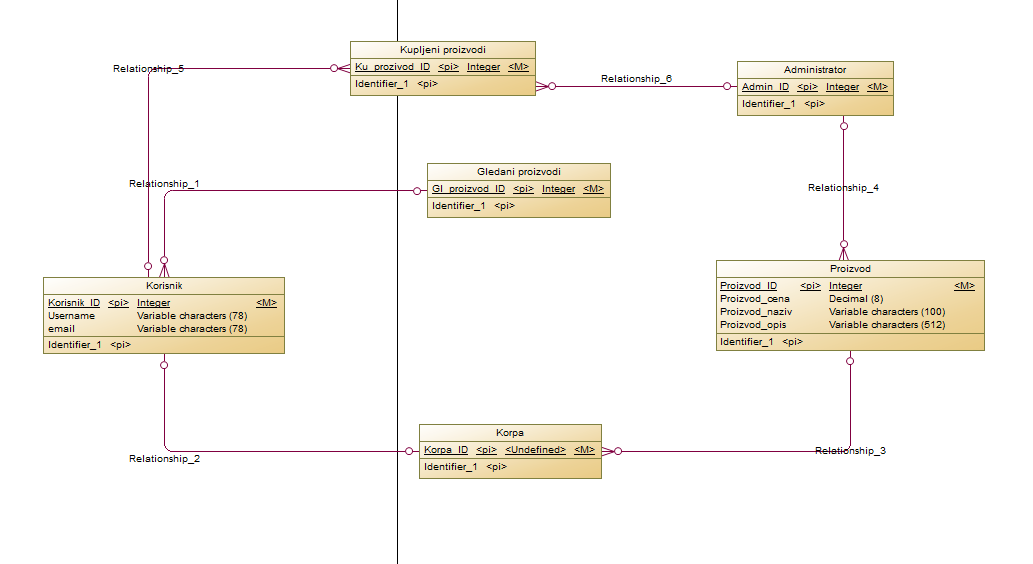 Kupljeni proizvodi
Ku_prozivod_ID <pi> Integer <M>
Identifier_1 <pi>
Relationship_5
Relationship_6
Administrator
Admin_ID <pi> Integer <M>
Identifier_1 <pi>
Gledani proizvodi
Gl_proizvod_ID <pi> Integer <M>
Identifier_1 <pi>
Relationship_1
Relationship_4
Korisnik
Korisnik_ID <pi> Integer <M>
Username Variable characters (78)
email Variable characters (78)
Identifier_1 <pi>
Proizvod
Proizvod_ID <pi> Integer <M>
Proizvod_cena Decimal (8)
Proizvod_naziv Variable characters (100)
Proizvod_opis Variable characters (512)
Identifier_1 <pi>
Korpa
Korpa_ID <pi> <Undefined> <M>
Identifier_1 <pi>
Relationship_2
Relationship_3